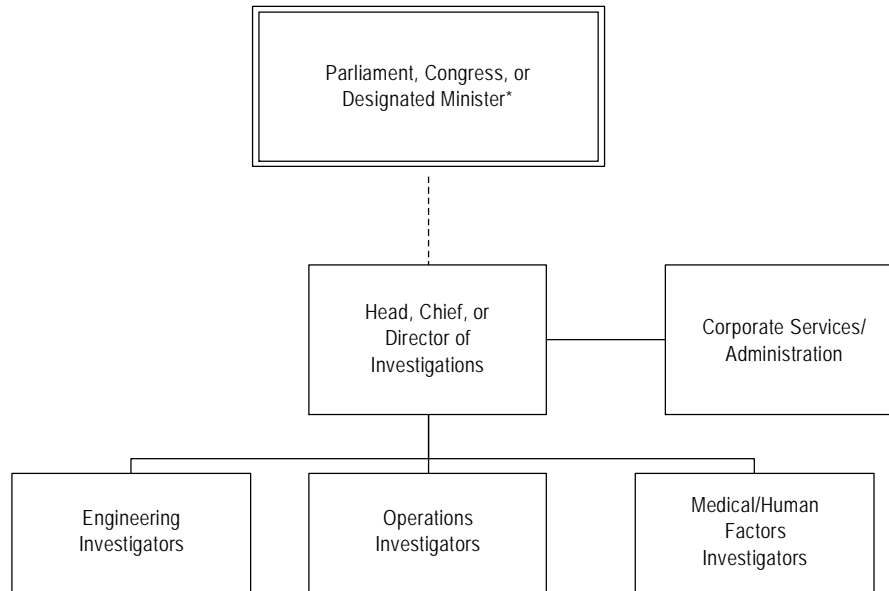 Parliament, Congress, or
Designated Minister*
Head, Chief, or
Director of
Investigations
Corporate Services/
Administration
Engineering
Investigators
Operations
Investigators
Medical/Human
Factors
Investigators